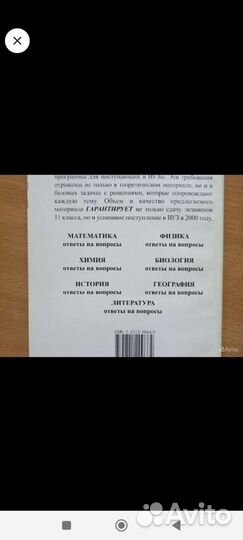 программы для поступающих в ВУЗы. Эти требования
отражены не только в теоретическом материале, но и в
базовых задачах с решениями, которые сопровождают
каждую тему. Объем и качество предлагаемого
материала ГАРАНТИРУЕТ не только сдачу экзаменов
11 класса, но и успешное поступление в ВУЗ в 2000 году.
МАТЕМАТИКА
ответы на вопросы
ФИЗИКА
ответы на вопросы
ХИМИЯ
ответы на вопросы
БИОЛОГИЯ
ответы на вопросы
ИСТОРИЯ
ответы на вопросы
ГЕОГРАФИЯ
ответы на вопросы
ЛИТЕРАТУРА
ответы на вопросы
Avito
Avito